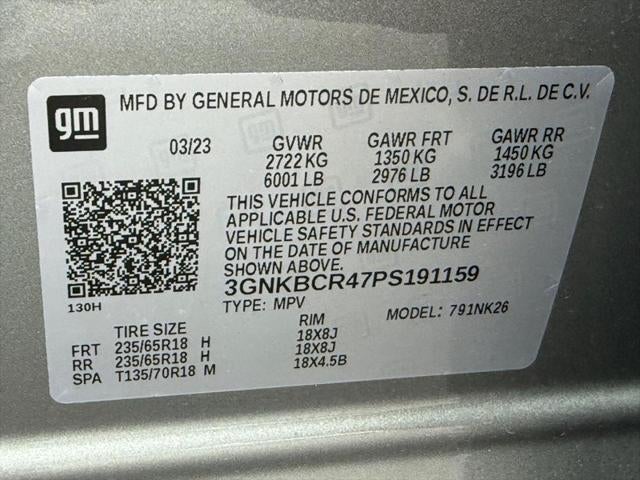 gm
MFD BY GENERAL MOTORS DE MEXICO, S. DE R.L. DE C.V.
03/23 GVWR GAWR FRT GAWR RR
2722 KG 1350 KG 1450 KG
6001 LB 2976 LB 3196 LB
THIS VEHICLE CONFORMS TO ALL
APPLICABLE U.S. FEDERAL MOTOR
VEHICLE SAFETY STANDARDS IN EFFECT
ON THE DATE OF MANUFACTURE
SHOWN ABOVE.
3GNKBCR47PS191159
130H TYPE: MPV MODEL: 791NK26
TIRE SIZE RIM
FRT 235/65R18 H 18X8J
RR 235/65R18 H 18X8J
SPA T135/70R18 M 18X4.5B